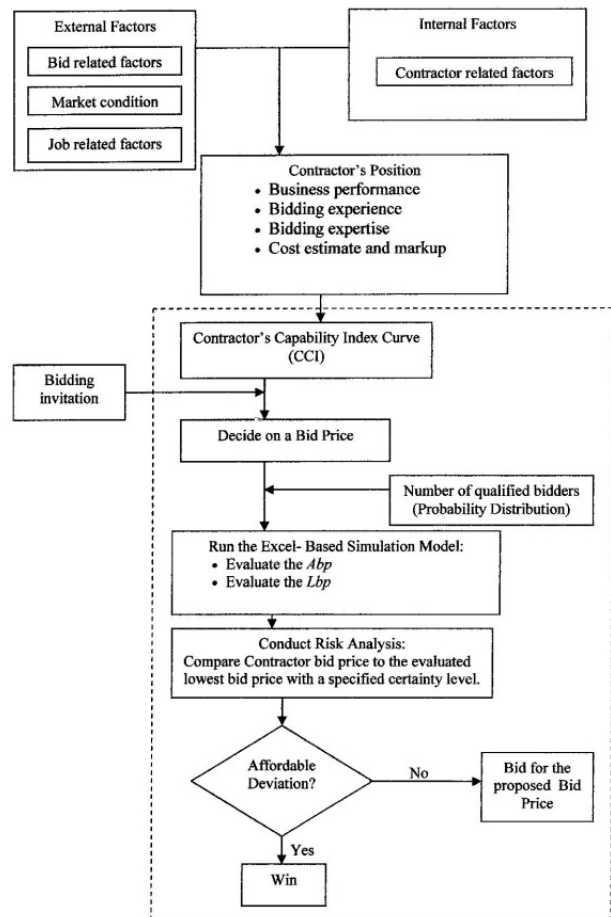 External Factors
Bid related factors
Market condition
Job related factors
Internal Factors
Contractor related factors
Contractor's Position
• Business performance
• Bidding experience
• Bidding expertise
• Cost estimate and markup
Contractor's Capability Index Curve
(CCI)
Bidding
invitation
Decide on a Bid Price
Number of qualified bidders
(Probability Distribution)
Run the Excel- Based Simulation Model:
• Evaluate the Abp
• Evaluate the Lbp
Conduct Risk Analysis:
Compare Contractor bid price to the evaluated
lowest bid price with a specified certainty level.
Affordable
Deviation?
No
Bid for the
proposed Bid
Price
Yes
Win